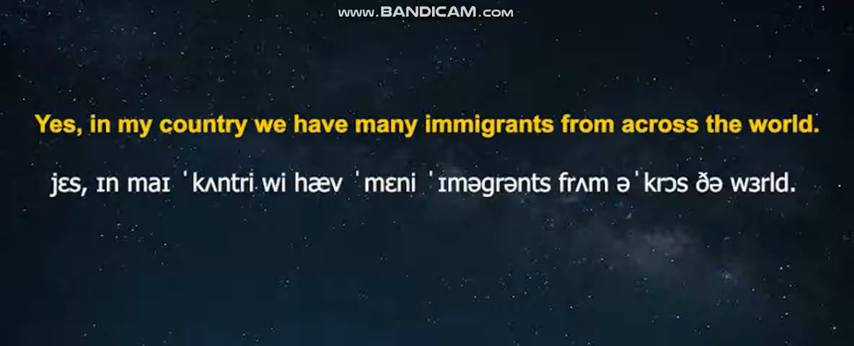 www.BANDICAM.com
Yes, in my country we have many immigrants from across the world.
jɛs, ɪn maɪ ˈkʌntri wi hæv ˈmɛni ˈɪməgrənts frʌm əˈkrɔs ðə wɜrld.